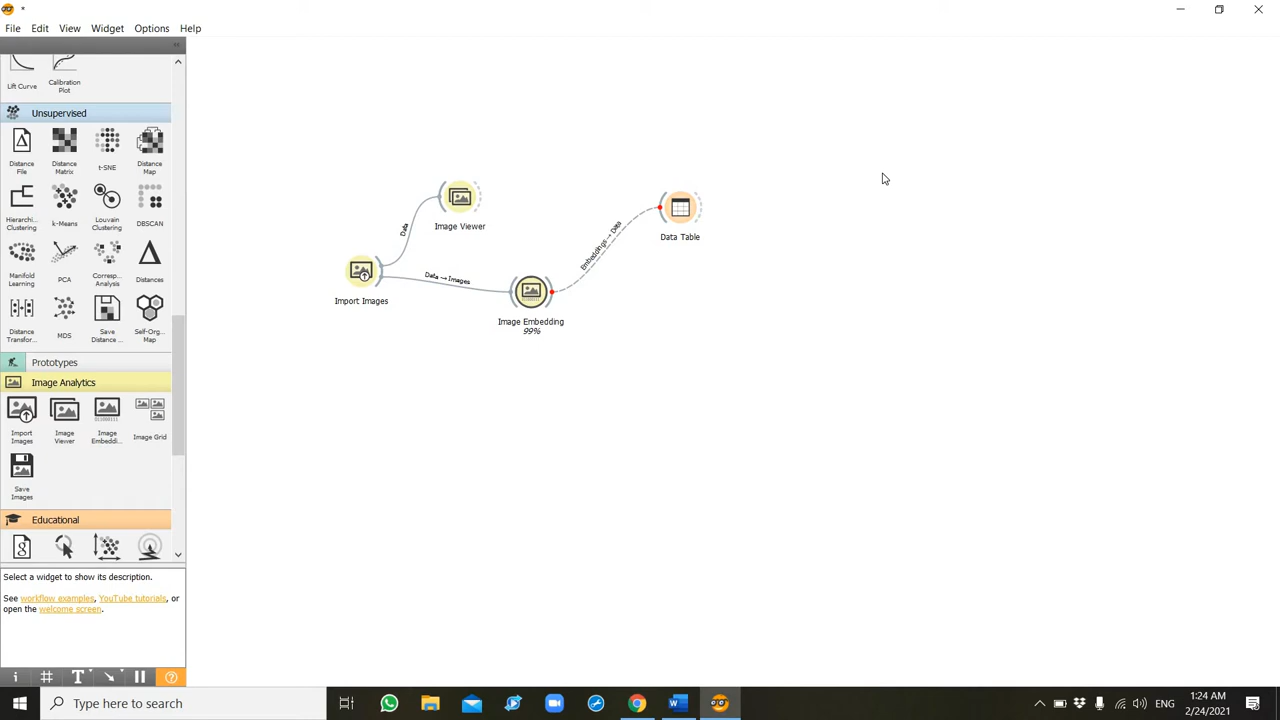 *
File Edit View Widget Options Help
Lift Curve
Calibration
Plot
Unsupervised
Distance
File
Distance
Matrix
t-SNE
Distance
Map
Hierarchi...
Clustering
k-Means
Louvain
Clustering
DBSCAN
Manifold
Learning
PCA
Corresp...
Analysis
Distances
Distance
Transfor...
MDS
Save
Distance ...
Self-Org...
Map
Prototypes
Image Analytics
Import
Images
Image
Viewer
Image
Embeddi...
Image Grid
Save
Images
Educational
Select a widget to show its description.
See workflow examples, YouTube tutorials, or
open the welcome screen.
Data
Image Viewer
Import Images
Data → Images
Image Embedding
99%
Embeddings → Data
Data Table
Type here to search
ENG
1:24 AM
2/24/2021